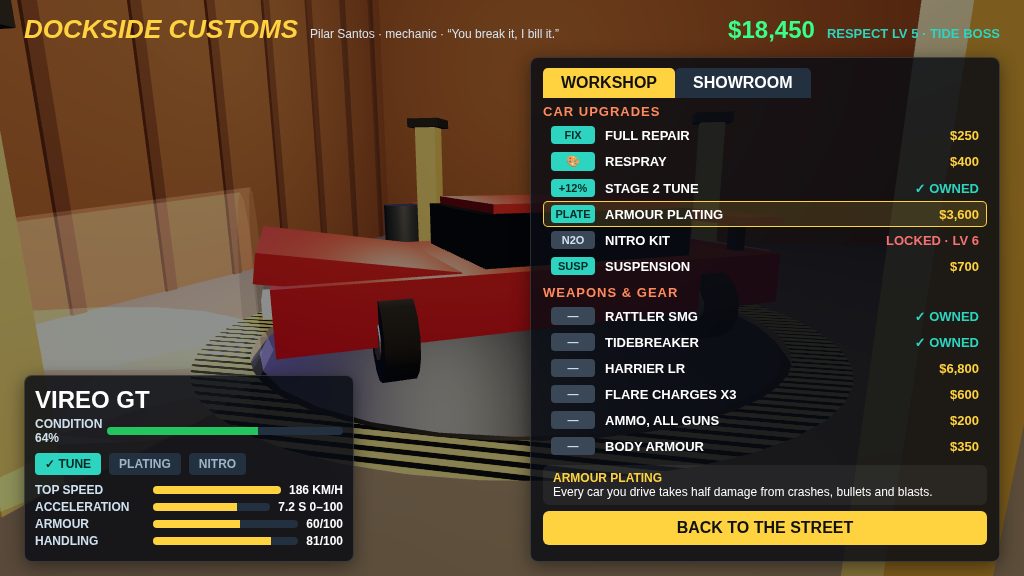 DOCKSIDE CUSTOMS Pilar Santos · mechanic · “You break it, I bill it.” $18,450 RESPECT LV 5 · TIDE BOSS
WORKSHOP SHOWROOM
CAR UPGRADES
FIX FULL REPAIR $250
🎨 RESPRAY $400
+12% STAGE 2 TUNE ✓ OWNED
PLATE ARMOUR PLATING $3,600
N2O NITRO KIT LOCKED · LV 6
SUSP SUSPENSION $700
WEAPONS & GEAR
— RATTLER SMG ✓ OWNED
— TIDEBREAKER ✓ OWNED
— HARRIER LR $6,800
— FLARE CHARGES X3 $600
— AMMO, ALL GUNS $200
— BODY ARMOUR $350
ARMOUR PLATING
Every car you drive takes half damage from crashes, bullets and blasts.
BACK TO THE STREET
VIREO GT
CONDITION
64%
✓ TUNE PLATING NITRO
TOP SPEED 186 KM/H
ACCELERATION 7.2 S 0–100
ARMOUR 60/100
HANDLING 81/100